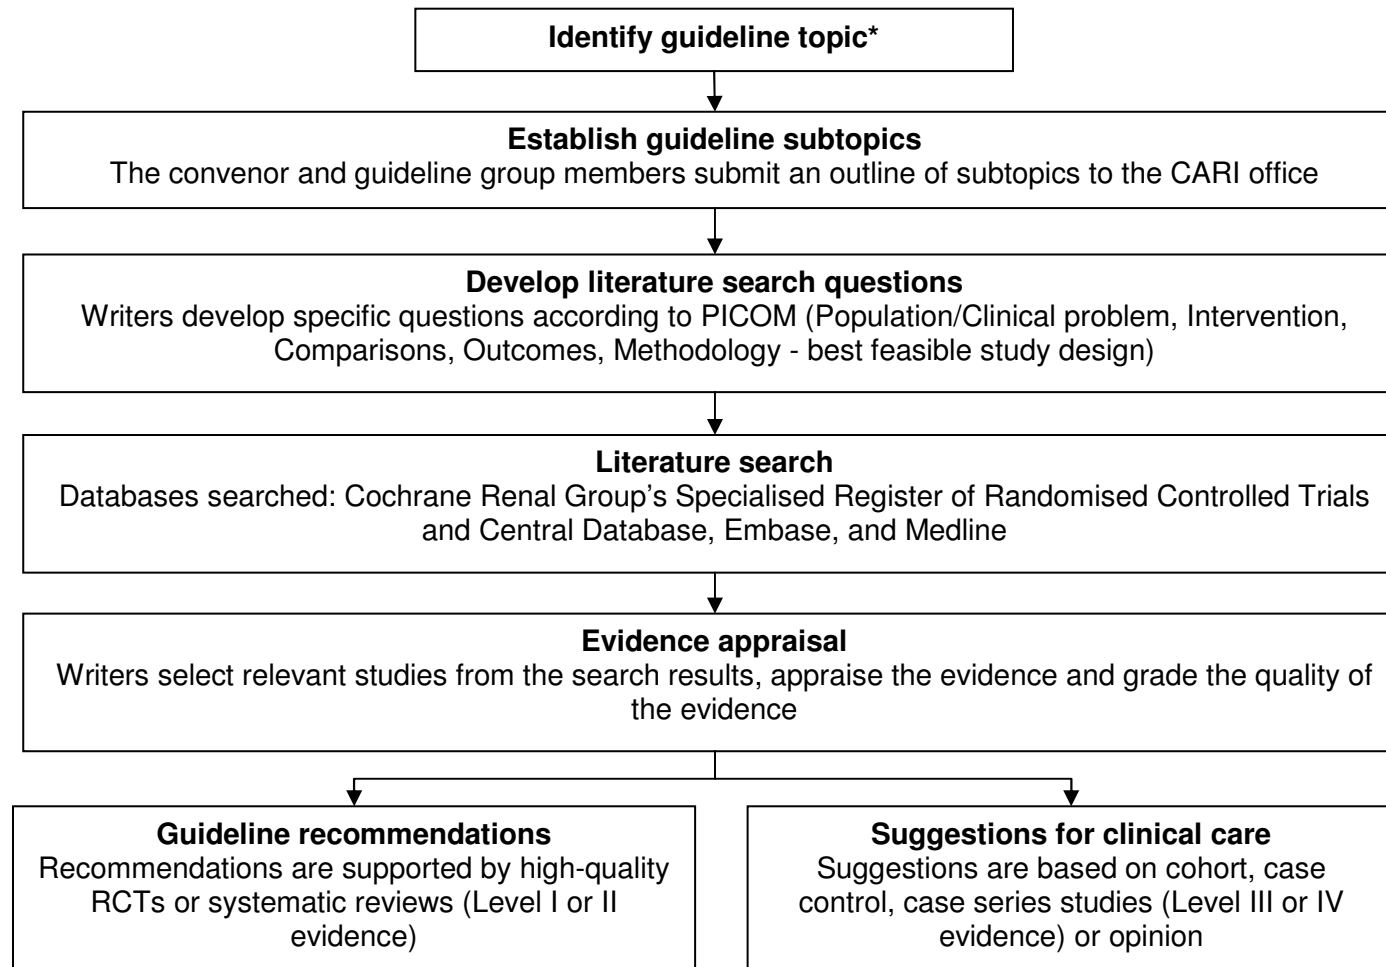 Identify guideline topic*
Establish guideline subtopics
The convenor and guideline group members submit an outline of subtopics to the CARI office
Develop literature search questions
Writers develop specific questions according to PICOM (Population/Clinical problem, Intervention,
Comparisons, Outcomes, Methodology - best feasible study design)
Literature search
Databases searched: Cochrane Renal Group’s Specialised Register of Randomised Controlled Trials
and Central Database, Embase, and Medline
Evidence appraisal
Writers select relevant studies from the search results, appraise the evidence and grade the quality of
the evidence
Guideline recommendations
Recommendations are supported by high-quality
RCTs or systematic reviews (Level I or II
evidence)
Suggestions for clinical care
Suggestions are based on cohort, case
control, case series studies (Level III or IV
evidence) or opinion